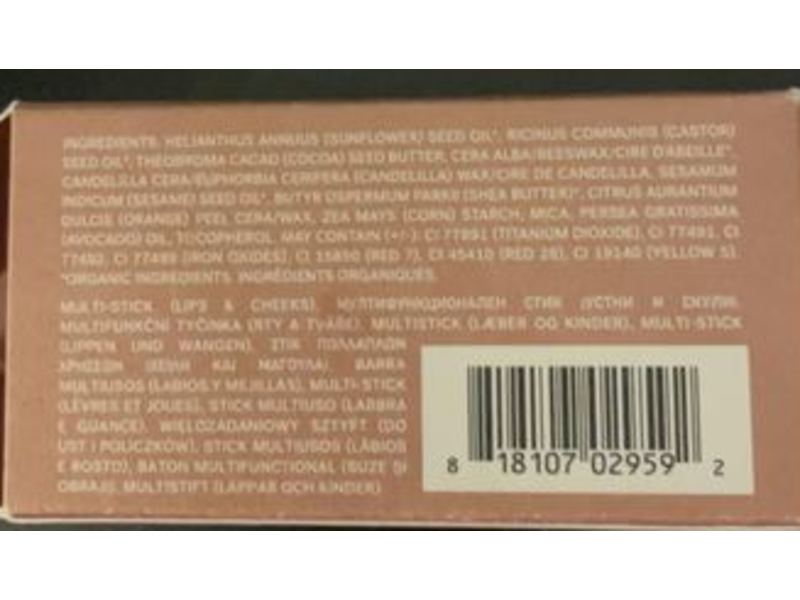 INGREDIENTS: HELIANTHUS ANNUUS (SUNFLOWER) SEED OIL*, RICINUS COMMUNIS (CASTOR)
SEED OIL*, THEOBROMA CACAO (COCOA) SEED BUTTER, CERA ALBA/BEESWAX/CIRE D'ABEILLE*,
CANDELILLA CERA/EUPHORBIA CERIFERA (CANDELILLA) WAX/CIRE DE CANDELILLA, SESAMUM
INDICUM (SESAME) SEED OIL*, BUTYROSPERMUM PARKII (SHEA BUTTER)*, CITRUS AURANTIUM
DULCIS (ORANGE) PEEL CERA/WAX, ZEA MAYS (CORN) STARCH, MICA, PERSEA GRATISSIMA
(AVOCADO) OIL, TOCOPHEROL. MAY CONTAIN (+/-): CI 77891 (TITANIUM DIOXIDE), CI 77491, CI
77492, CI 77499 (IRON OXIDES), CI 15850 (RED 7), CI 45410 (RED 28), CI 19140 (YELLOW 5).
*ORGANIC INGREDIENTS. INGRÉDIENTS ORGANIQUES.
MULTI-STICK (LIPS & CHEEKS), МУЛТИФУНКЦИОНАЛЕН СТИК (УСТНИ И СКУЛИ),
MULTIFUNKČNÍ TYČINKA (RTY A TVÁŘE), MULTISTICK (LÆBER OG KINDER), MULTI-STICK
(LIPPEN UND WANGEN), ΣΤΙΚ ΠΟΛΛΑΠΛΩΝ
ΧΡΗΣΕΩΝ (ΧΕΙΛΗ ΚΑΙ ΜΑΓΟΥΛΑ), BARRA
MULTIUSOS (LABIOS Y MEJILLAS), MULTI-STICK
(LÈVRES ET JOUES), STICK MULTIUSO (LABBRA
E GUANCE), WIELOZADANIOWY SZTYFT (DO
UST I POLICZKÓW), STICK MULTIUSOS (LÁBIOS
E ROSTO), BATON MULTIFUNCTIONAL (BUZE ȘI
OBRAJI), MULTISTIFT (LÄPPAR OCH KINDER)
8 18107 02959 2